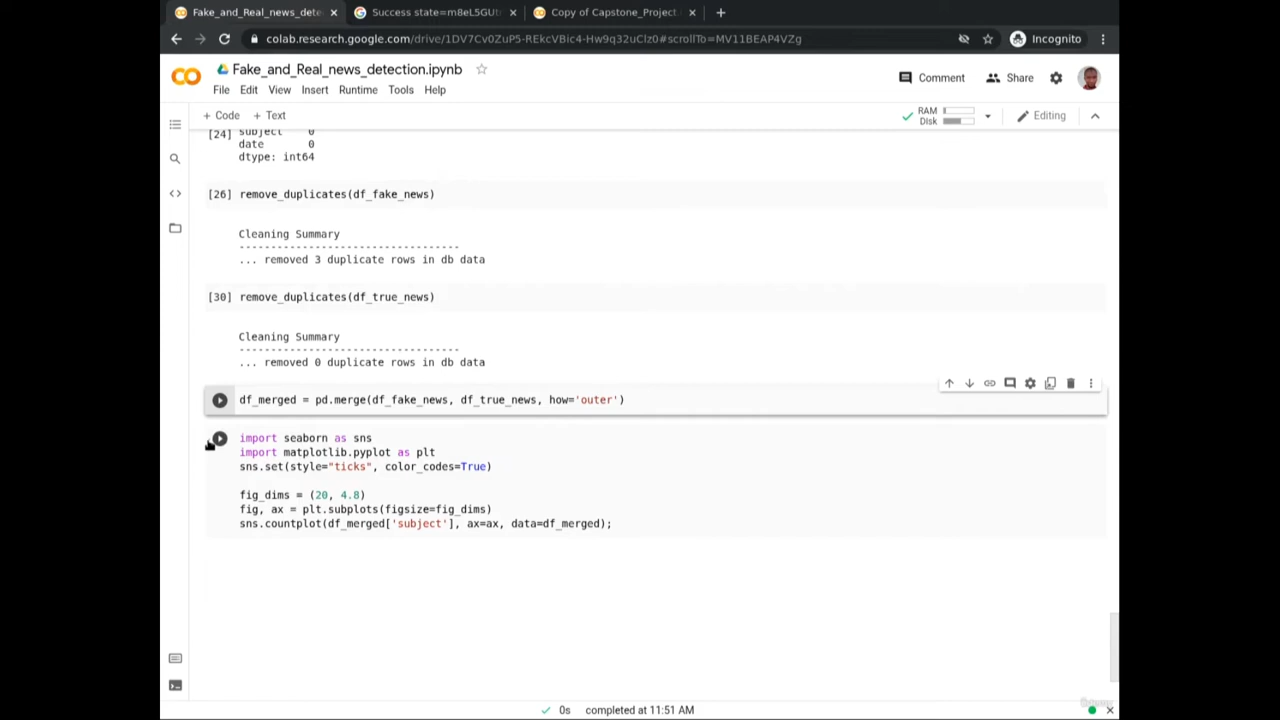 Fake_and_Real_news_dete
Success state=m8eL5GUt
Copy of Capstone_Project.
colab.research.google.com/drive/1DV7Cv0ZuP5-REkcVBic4-Hw9q32uClz0#scrollTo=MV11BEAP4VZg
Incognito
Fake_and_Real_news_detection.ipynb
Comment
Share
File Edit View Insert Runtime Tools Help
+ Code + Text
RAM
Disk
Editing
[24] subject 0
date 0
dtype: int64
[26] remove_duplicates(df_fake_news)
Cleaning Summary
-----------------------------------
... removed 3 duplicate rows in db data
[30] remove_duplicates(df_true_news)
Cleaning Summary
-----------------------------------
... removed 0 duplicate rows in db data
df_merged = pd.merge(df_fake_news, df_true_news, how='outer')
import seaborn as sns
import matplotlib.pyplot as plt
sns.set(style="ticks", color_codes=True)
fig_dims = (20, 4.8)
fig, ax = plt.subplots(figsize=fig_dims)
sns.countplot(df_merged['subject'], ax=ax, data=df_merged);
0s completed at 11:51 AM